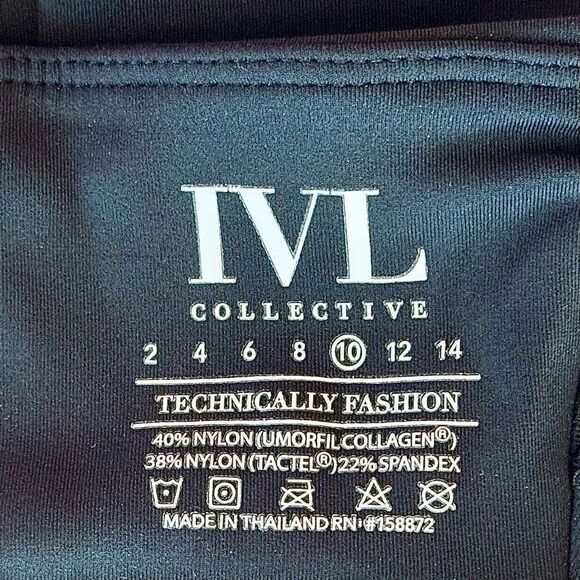 IVL
COLLECTIVE
2 4 6 8 10 12 14
TECHNICALLY FASHION
40% NYLON (UMORFIL COLLAGEN®)
38% NYLON (TACTEL®) 22% SPANDEX
MADE IN THAILAND RN #158872